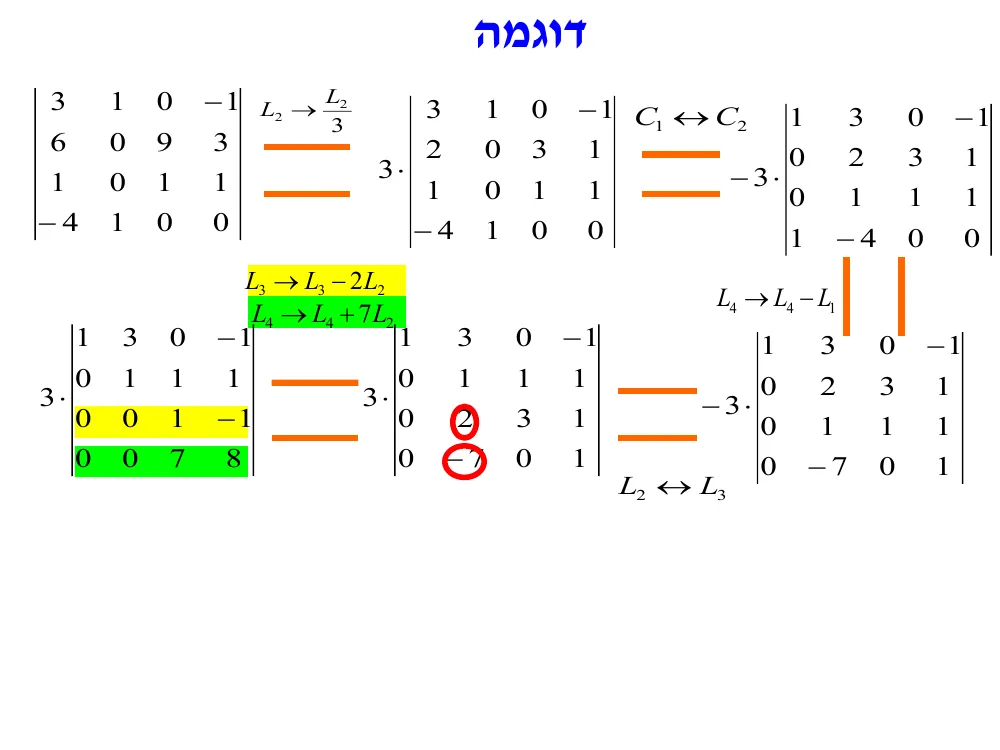 דוגמה
| 3 1 0 −1 |
| 6 0 9 3 |
| 1 0 1 1 |
| −4 1 0 0 |
L₂ → L₂/3
3 ·
| 3 1 0 −1 |
| 2 0 3 1 |
| 1 0 1 1 |
| −4 1 0 0 |
C₁ ↔ C₂
−3 ·
| 1 3 0 −1 |
| 0 2 3 1 |
| 0 1 1 1 |
| 1 −4 0 0 |
L₄ → L₄ − L₁
−3 ·
| 1 3 0 −1 |
| 0 2 3 1 |
| 0 1 1 1 |
| 0 −7 0 1 |
L₂ ↔ L₃
3 ·
| 1 3 0 −1 |
| 0 1 1 1 |
| 0 2 3 1 |
| 0 −7 0 1 |
L₃ → L₃ − 2L₂
L₄ → L₄ + 7L₂
3 ·
| 1 3 0 −1 |
| 0 1 1 1 |
| 0 0 1 −1 |
| 0 0 7 8 |